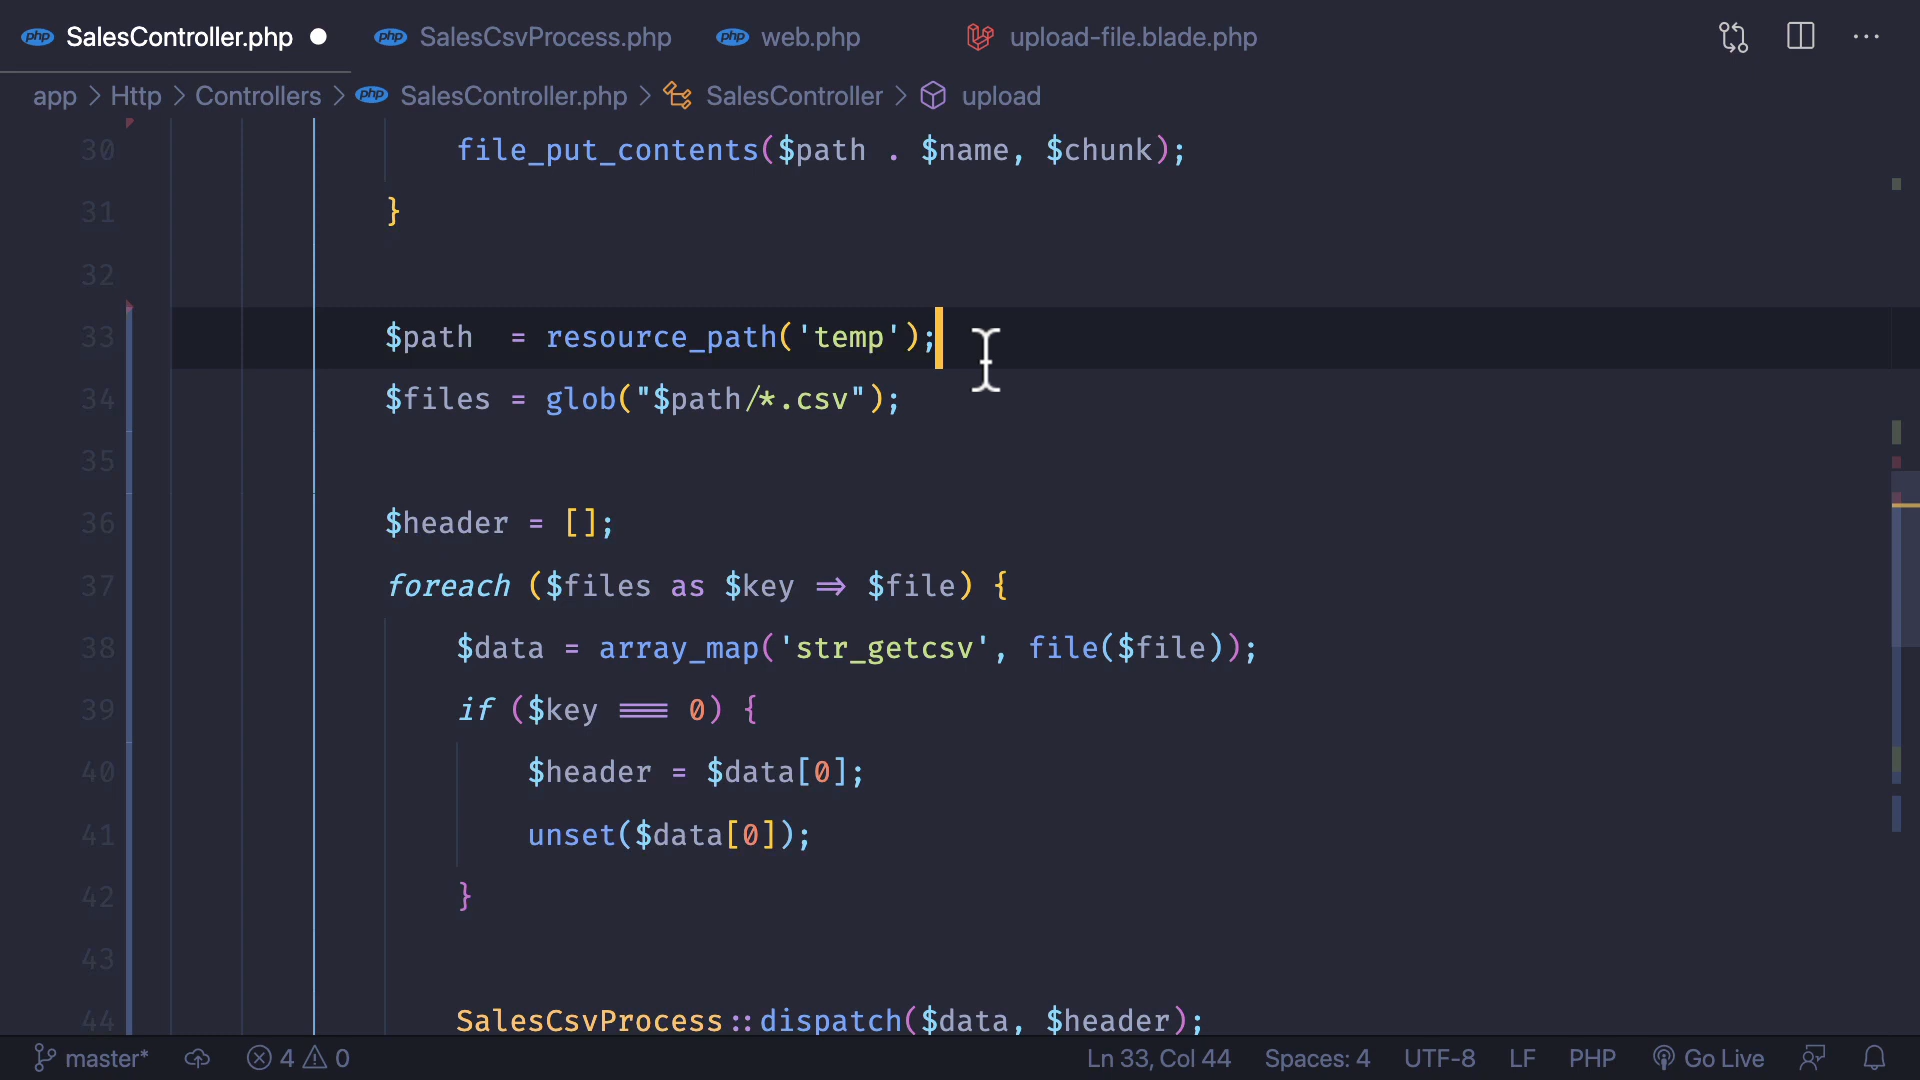 php SalesController.php php SalesCsvProcess.php php web.php upload-file.blade.php
app > Http > Controllers > php SalesController.php > SalesController > upload
30 file_put_contents($path . $name, $chunk);
31 }
32
33 $path  = resource_path('temp');
34 $files = glob("$path/*.csv");
35
36 $header = [];
37 foreach ($files as $key => $file) {
38 $data = array_map('str_getcsv', file($file));
39 if ($key === 0) {
40 $header = $data[0];
41 unset($data[0]);
42 }
43
44 SalesCsvProcess::dispatch($data, $header);
master* 4 0 Ln 33, Col 44 Spaces: 4 UTF-8 LF PHP Go Live